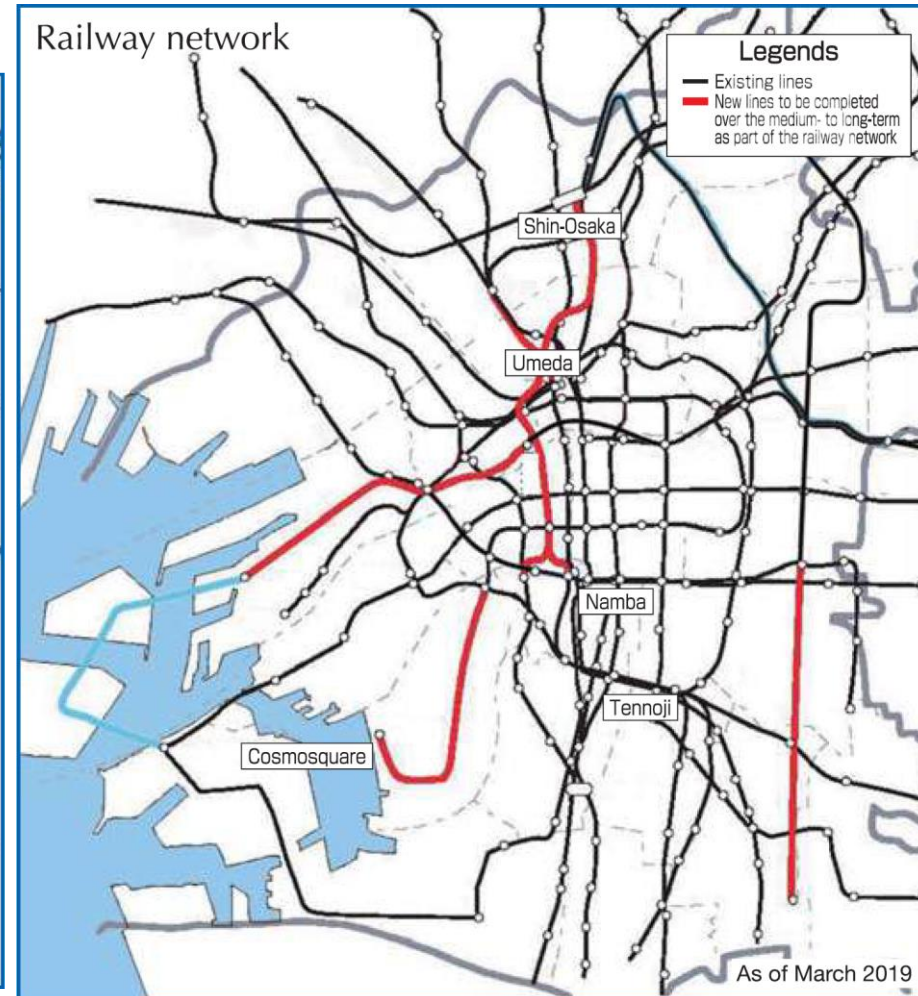 Railway network
Legends
Existing lines
New lines to be completed
over the medium- to long-term
as part of the railway network
Shin-Osaka
Umeda
Namba
Tennoji
Cosmosquare
As of March 2019